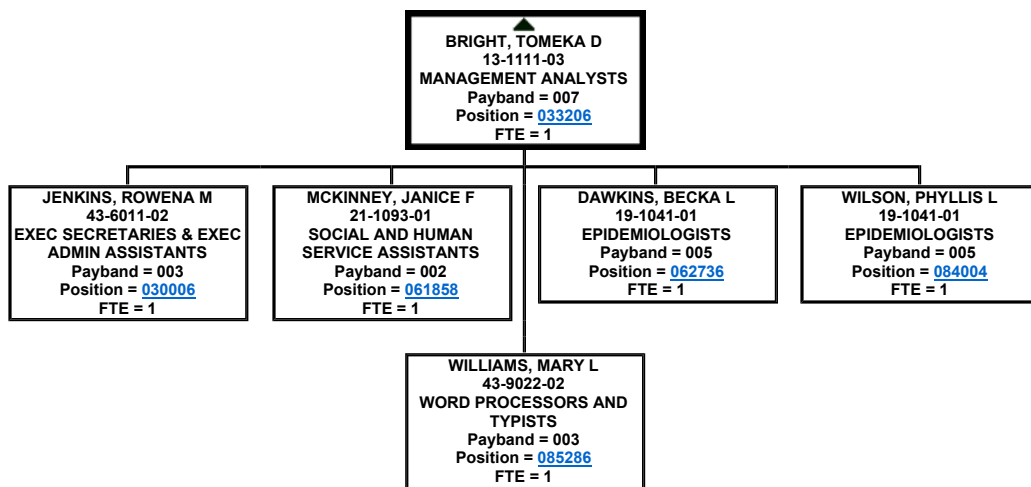 BRIGHT, TOMEKA D
13-1111-03
MANAGEMENT ANALYSTS
Payband = 007
Position = 033206
FTE = 1
JENKINS, ROWENA M
43-6011-02
EXEC SECRETARIES & EXEC
ADMIN ASSISTANTS
Payband = 003
Position = 030006
FTE = 1
MCKINNEY, JANICE F
21-1093-01
SOCIAL AND HUMAN
SERVICE ASSISTANTS
Payband = 002
Position = 061858
FTE = 1
DAWKINS, BECKA L
19-1041-01
EPIDEMIOLOGISTS
Payband = 005
Position = 062736
FTE = 1
WILSON, PHYLLIS L
19-1041-01
EPIDEMIOLOGISTS
Payband = 005
Position = 084004
FTE = 1
WILLIAMS, MARY L
43-9022-02
WORD PROCESSORS AND
TYPISTS
Payband = 003
Position = 085286
FTE = 1